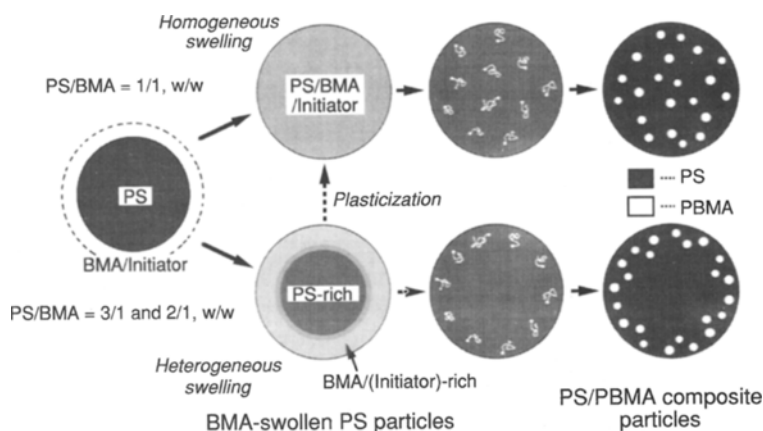 Homogeneous
swelling
PS/BMA = 1/1, w/w
PS/BMA
/Initiator
PS
BMA/Initiator
Plasticization
PS
PBMA
PS-rich
PS/BMA = 3/1 and 2/1, w/w
Heterogeneous
swelling
BMA/(Initiator)-rich
BMA-swollen PS particles
PS/PBMA composite
particles